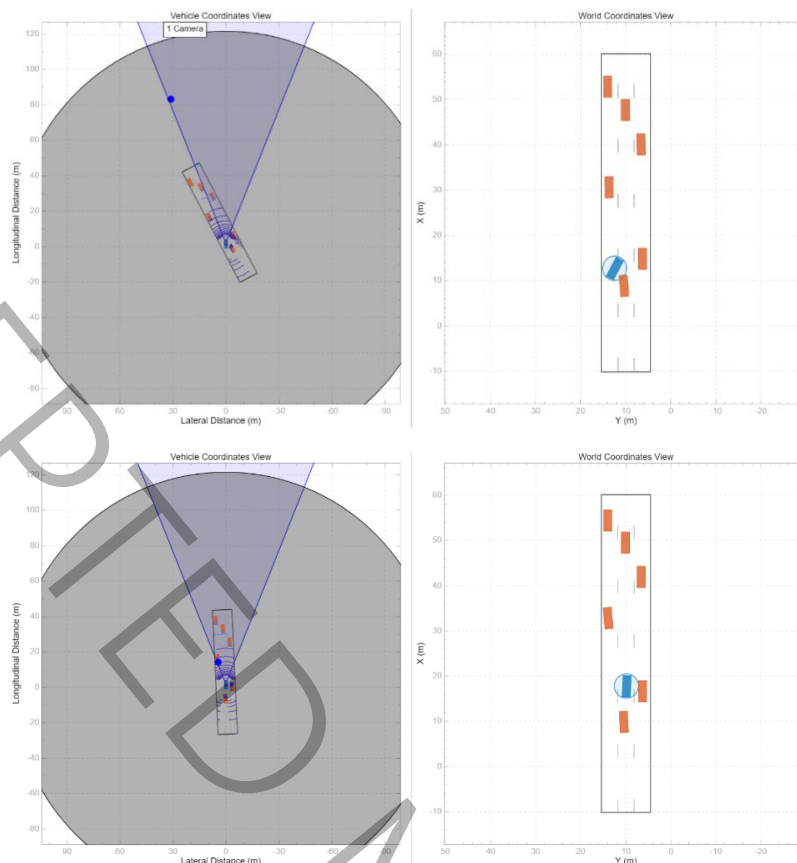 Vehicle Coordinates View
1 Camera
Longitudinal Distance (m)
120
100
80
60
40
20
0
-20
-40
-60
-80
90 60 30 0 -30 -60 -90
Lateral Distance (m)
World Coordinates View
X (m)
60
50
40
30
20
10
0
-10
50 40 30 20 10 0 -10 -20
Y (m)
Vehicle Coordinates View
Longitudinal Distance (m)
120
100
80
60
40
20
0
-20
-40
-60
-80
90 60 30 0 -30 -60 -90
Lateral Distance (m)
World Coordinates View
X (m)
60
50
40
30
20
10
0
-10
50 40 30 20 10 0 -10 -20
Y (m)
PTED